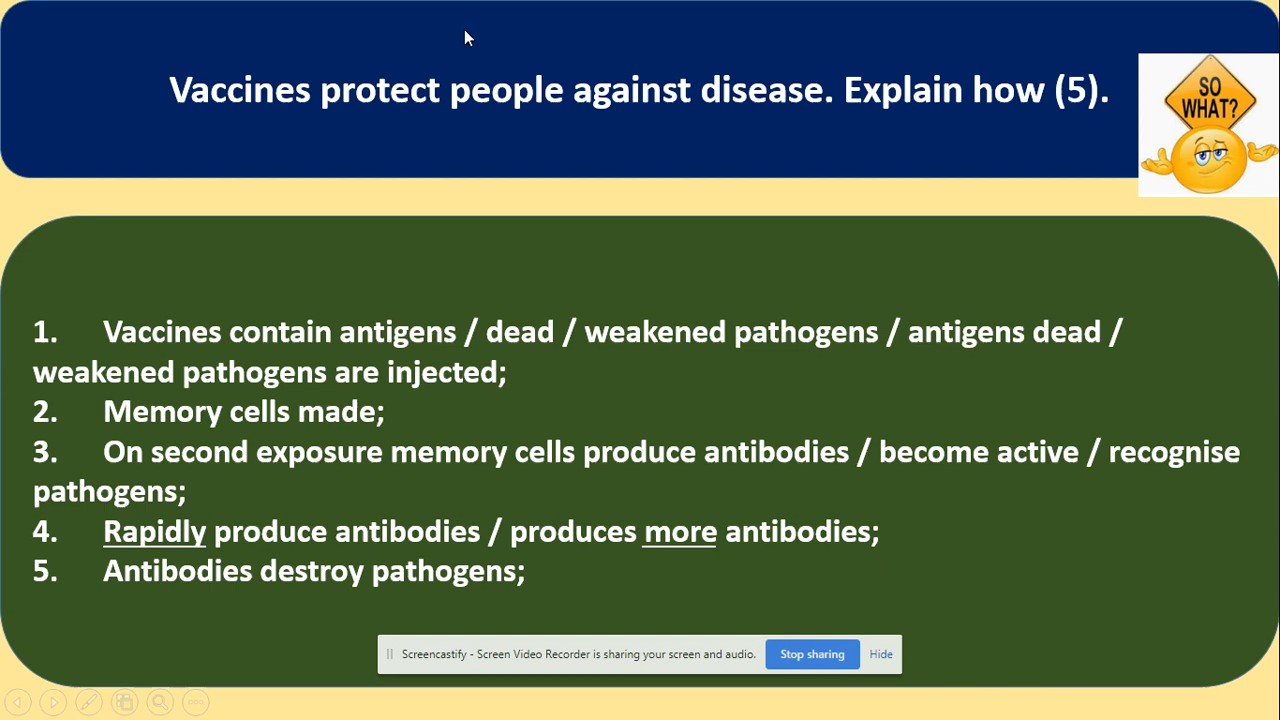 Vaccines protect people against disease. Explain how (5).
SO
WHAT?
1. Vaccines contain antigens / dead / weakened pathogens / antigens dead /
weakened pathogens are injected;
2. Memory cells made;
3. On second exposure memory cells produce antibodies / become active / recognise
pathogens;
4. Rapidly produce antibodies / produces more antibodies;
5. Antibodies destroy pathogens;
Screencastify - Screen Video Recorder is sharing your screen and audio. Stop sharing Hide